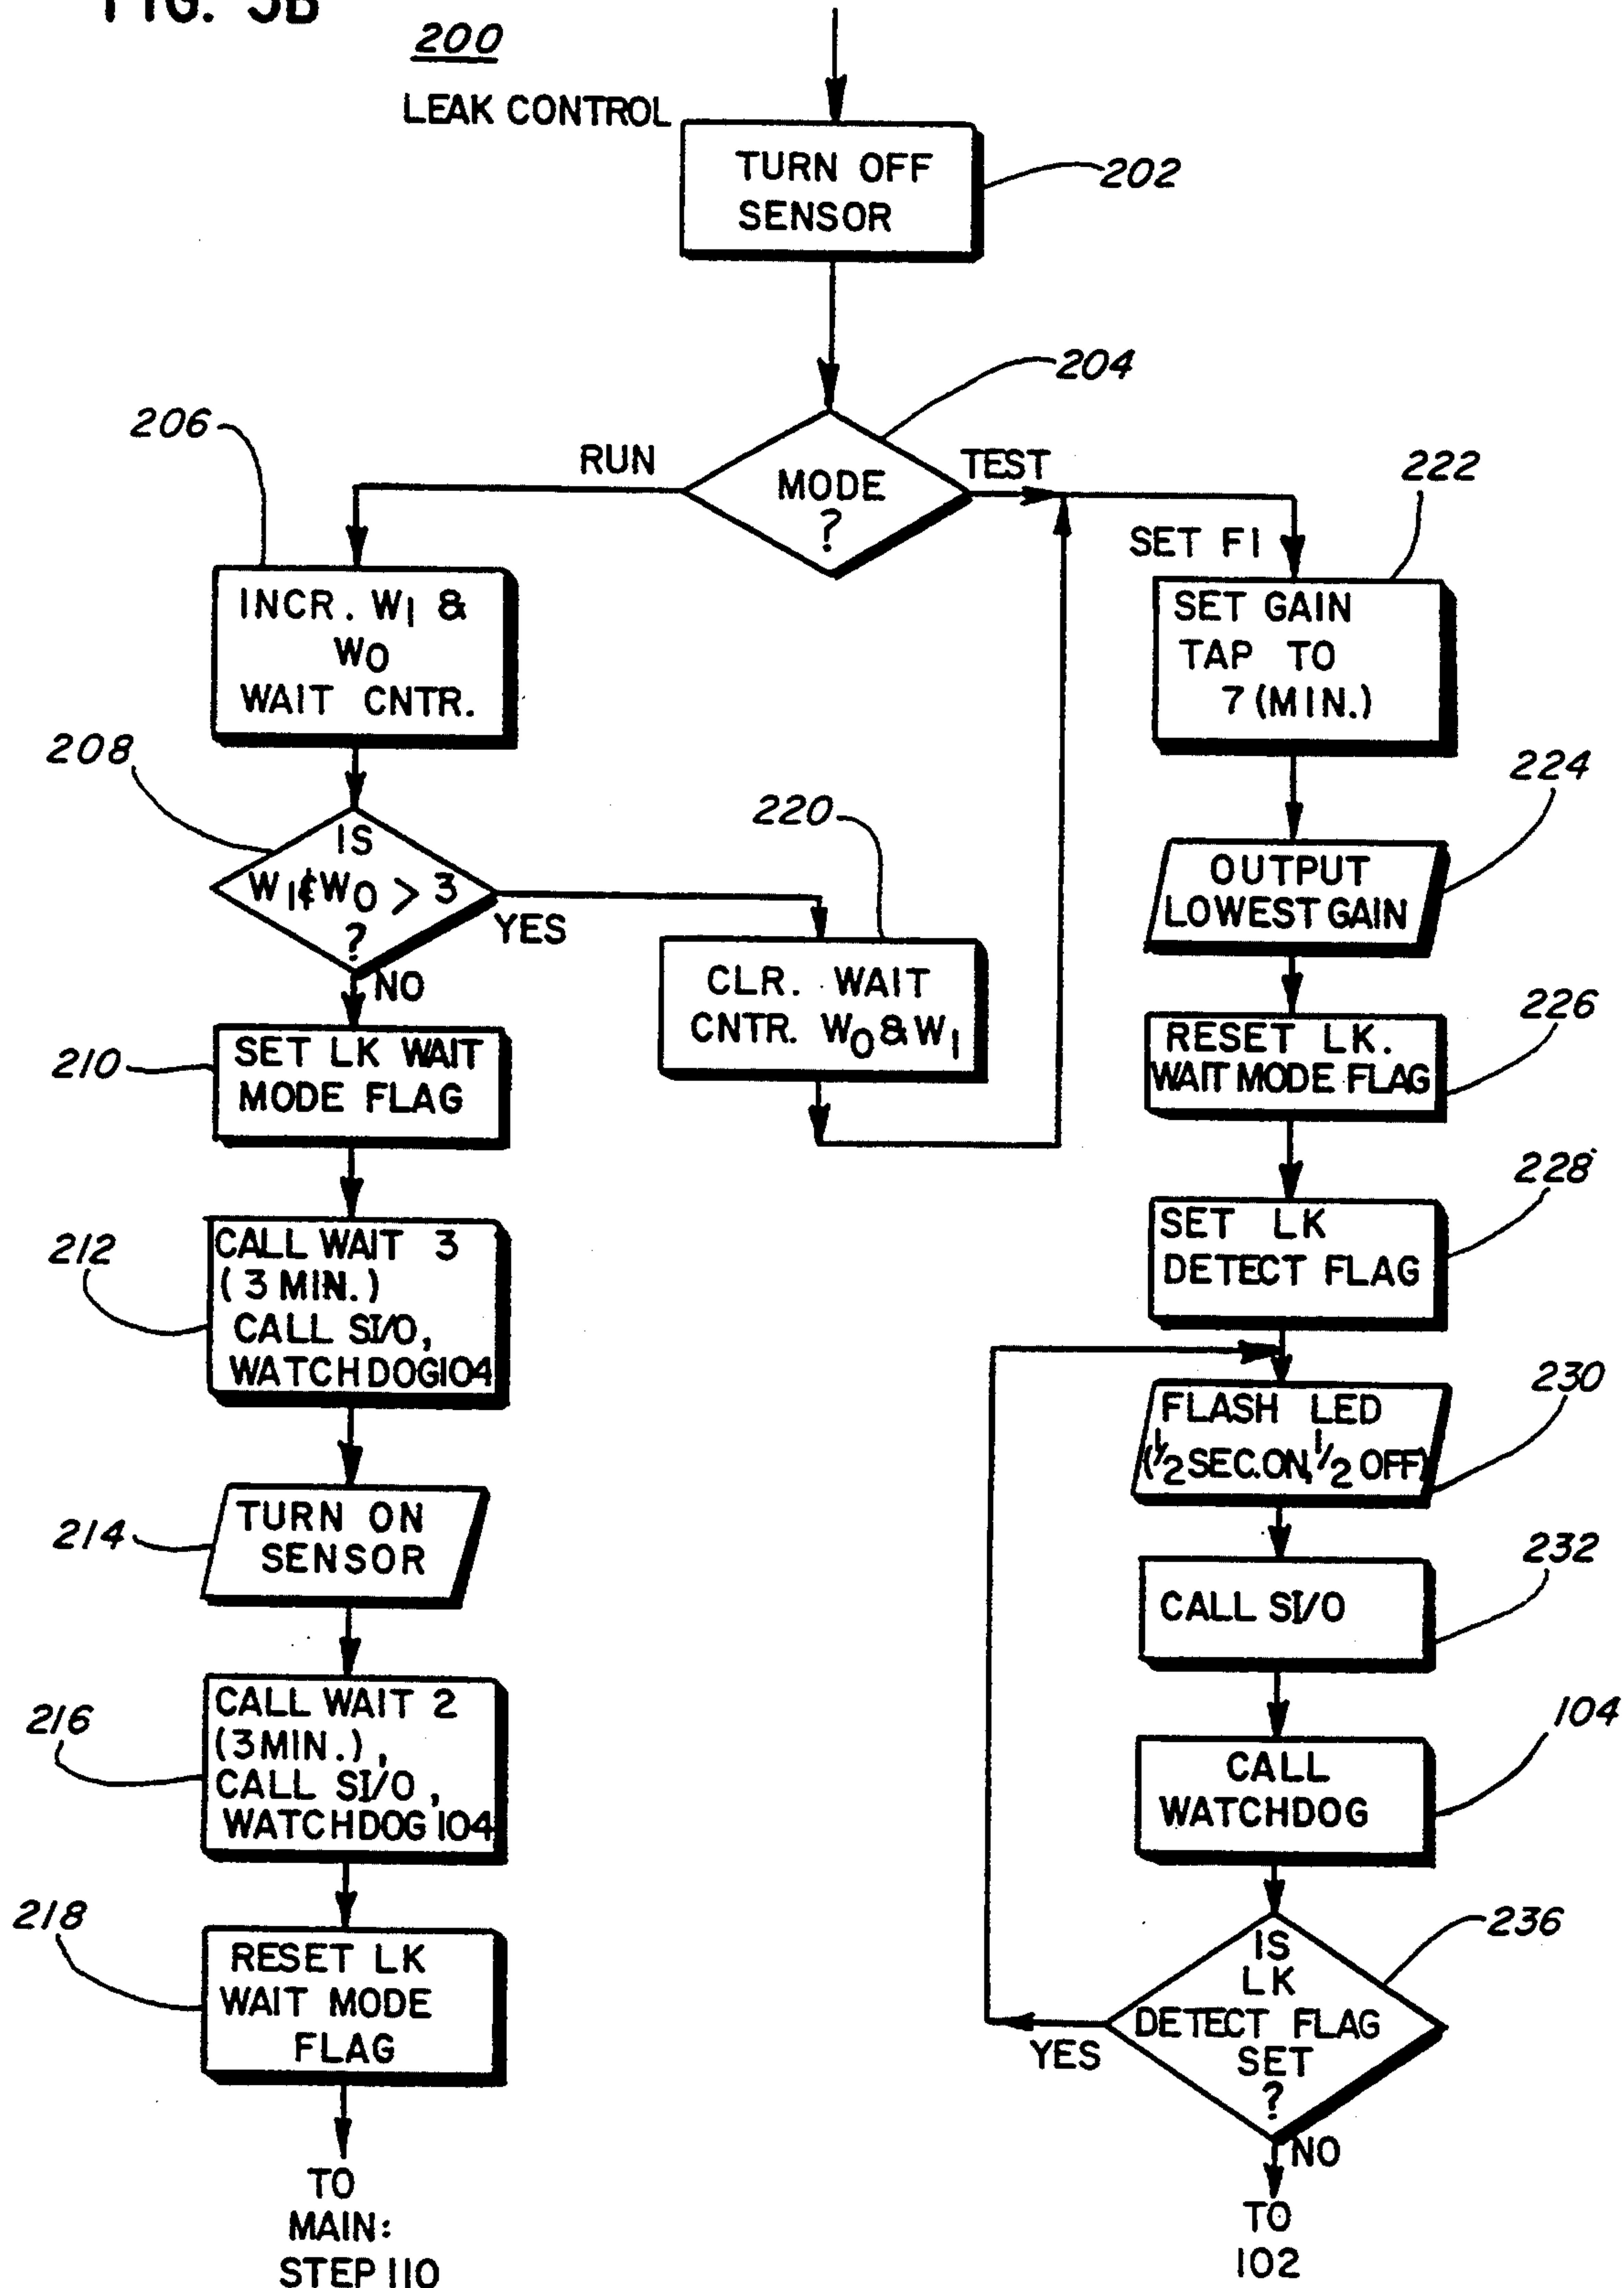 FIG. 5B
200
LEAK CONTROL
TURN OFF
SENSOR
202
204
MODE
?
RUN
TEST
206
INCR. W1 &
W0
WAIT CNTR.
208
IS
W1 & W0 > 3
?
YES
NO
220
CLR. WAIT
CNTR. W0 & W1
210
SET LK WAIT
MODE FLAG
212
CALL WAIT 3
(3 MIN.)
CALL SI/O,
WATCHDOG 104
214
TURN ON
SENSOR
216
CALL WAIT 2
(3 MIN.),
CALL SI/O,
WATCHDOG 104
218
RESET LK
WAIT MODE
FLAG
TO
MAIN:
STEP 110
SET F1
222
SET GAIN
TAP TO
7 (MIN.)
224
OUTPUT
LOWEST GAIN
226
RESET LK.
WAIT MODE FLAG
228
SET LK
DETECT FLAG
230
FLASH LED
(1/2 SEC. ON, 1/2 OFF)
232
CALL SI/O
104
CALL
WATCHDOG
236
IS
LK
DETECT FLAG
SET
?
YES
NO
TO
102